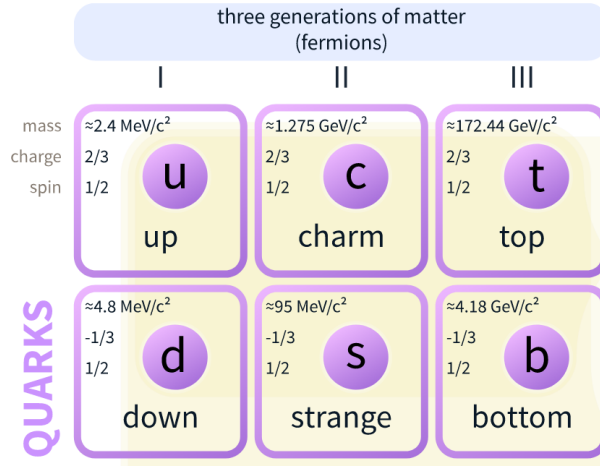 three generations of matter
(fermions)
I II III
mass ≈2.4 MeV/c² ≈1.275 GeV/c² ≈172.44 GeV/c²
charge 2/3 2/3 2/3
spin 1/2 1/2 1/2
u c t
up charm top
QUARKS
≈4.8 MeV/c² ≈95 MeV/c² ≈4.18 GeV/c²
-1/3 -1/3 -1/3
1/2 1/2 1/2
d s b
down strange bottom